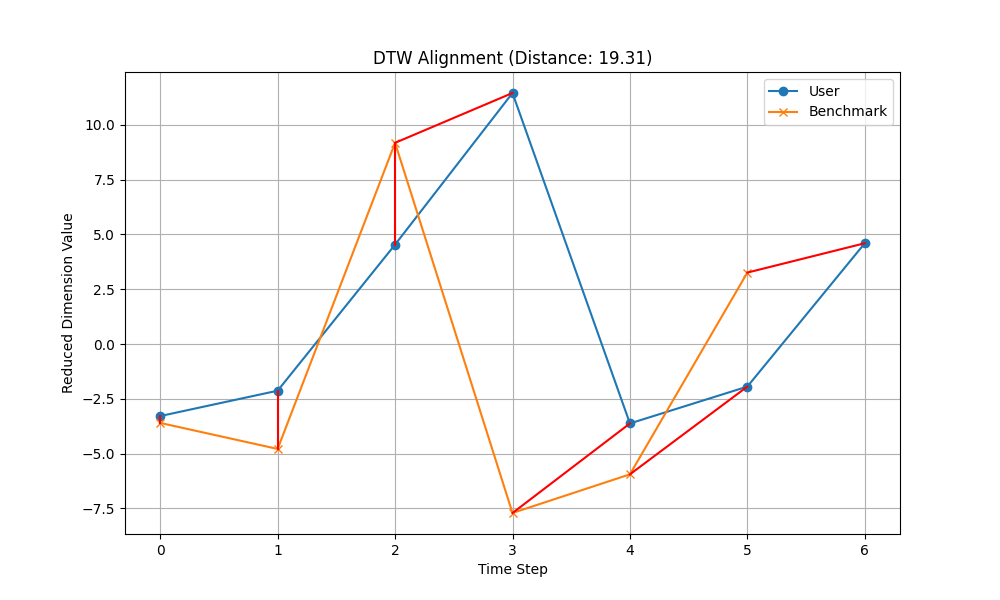 DTW Alignment (Distance: 19.31)
User
Benchmark
Reduced Dimension Value
10.0
7.5
5.0
2.5
0.0
−2.5
−5.0
−7.5
0 1 2 3 4 5 6
Time Step